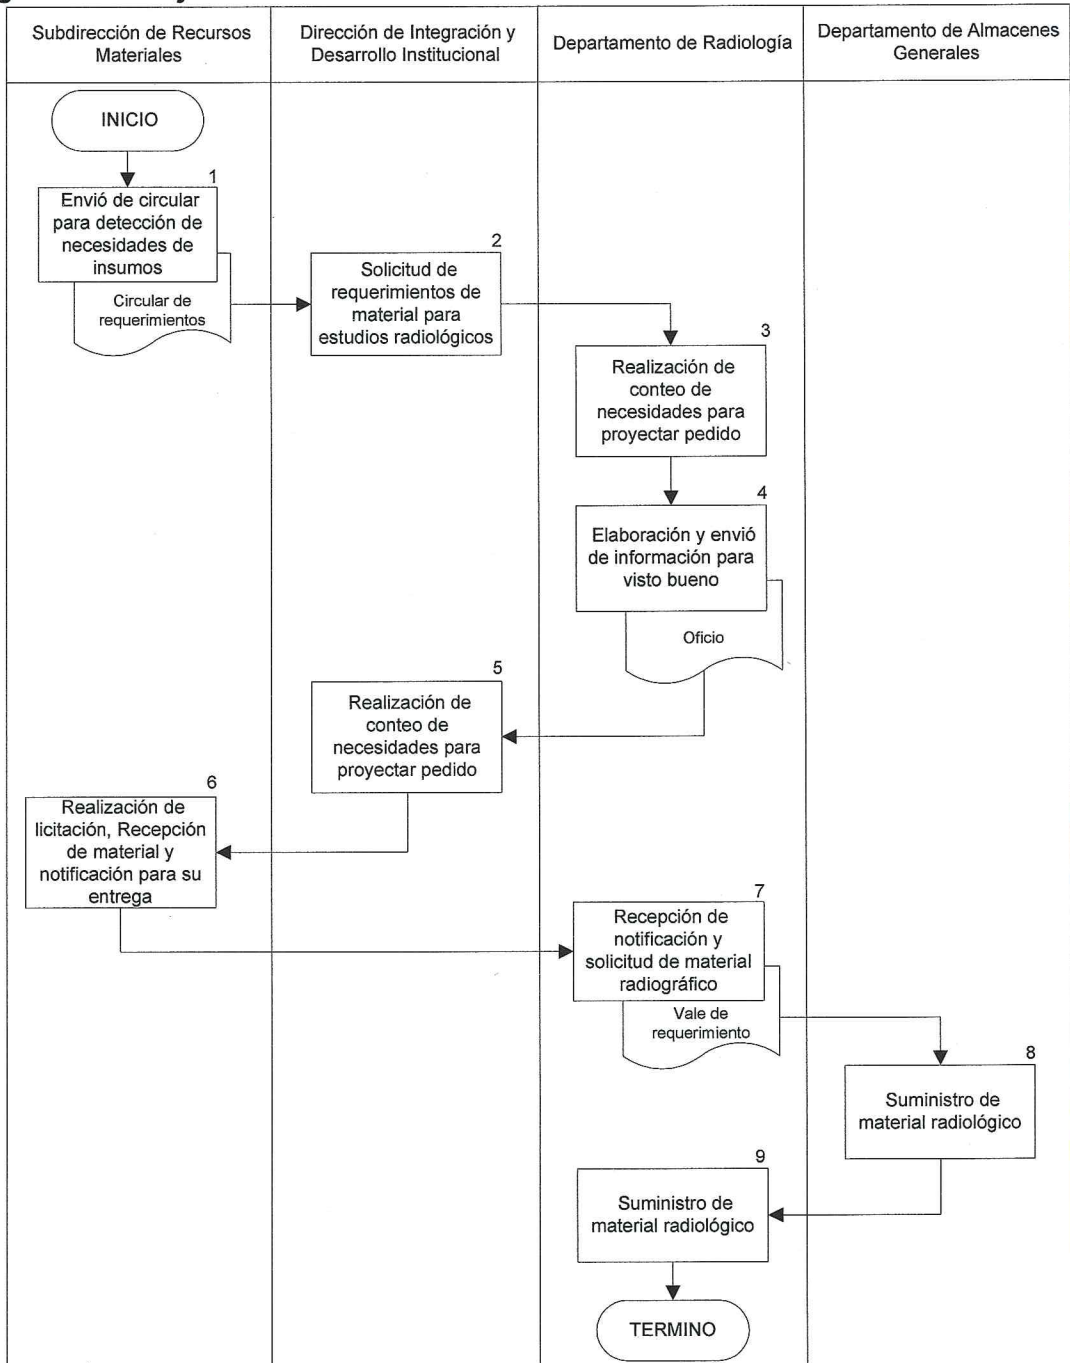 Subdirección de Recursos
Materiales
Dirección de Integración y
Desarrollo Institucional
Departamento de Radiología
Departamento de Almacenes
Generales
INICIO
1
Envió de circular
para detección de
necesidades de
insumos
Circular de
requerimientos
2
Solicitud de
requerimientos de
material para
estudios radiológicos
3
Realización de
conteo de
necesidades para
proyectar pedido
4
Elaboración y envió
de información para
visto bueno
Oficio
5
Realización de
conteo de
necesidades para
proyectar pedido
6
Realización de
licitación, Recepción
de material y
notificación para su
entrega
7
Recepción de
notificación y
solicitud de material
radiográfico
Vale de
requerimiento
8
Suministro de
material radiológico
9
Suministro de
material radiológico
TERMINO